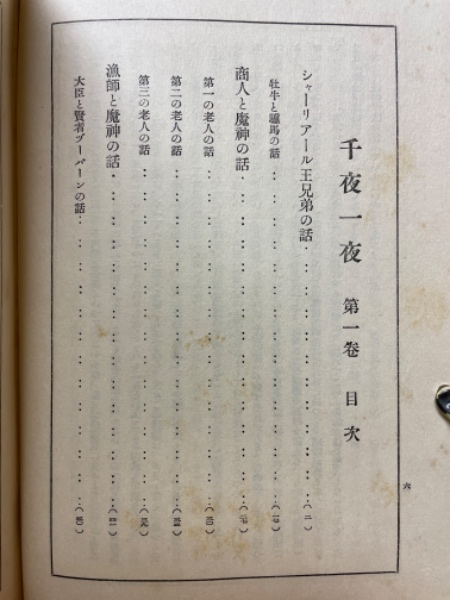 千夜一夜 第一巻 目次
シャーリアール王兄弟の話
牡牛と驢馬の話
商人と魔神の話
第一の老人の話
第二の老人の話
第三の老人の話
漁師と魔神の話
大臣と賢者ヅーバーンの話
六